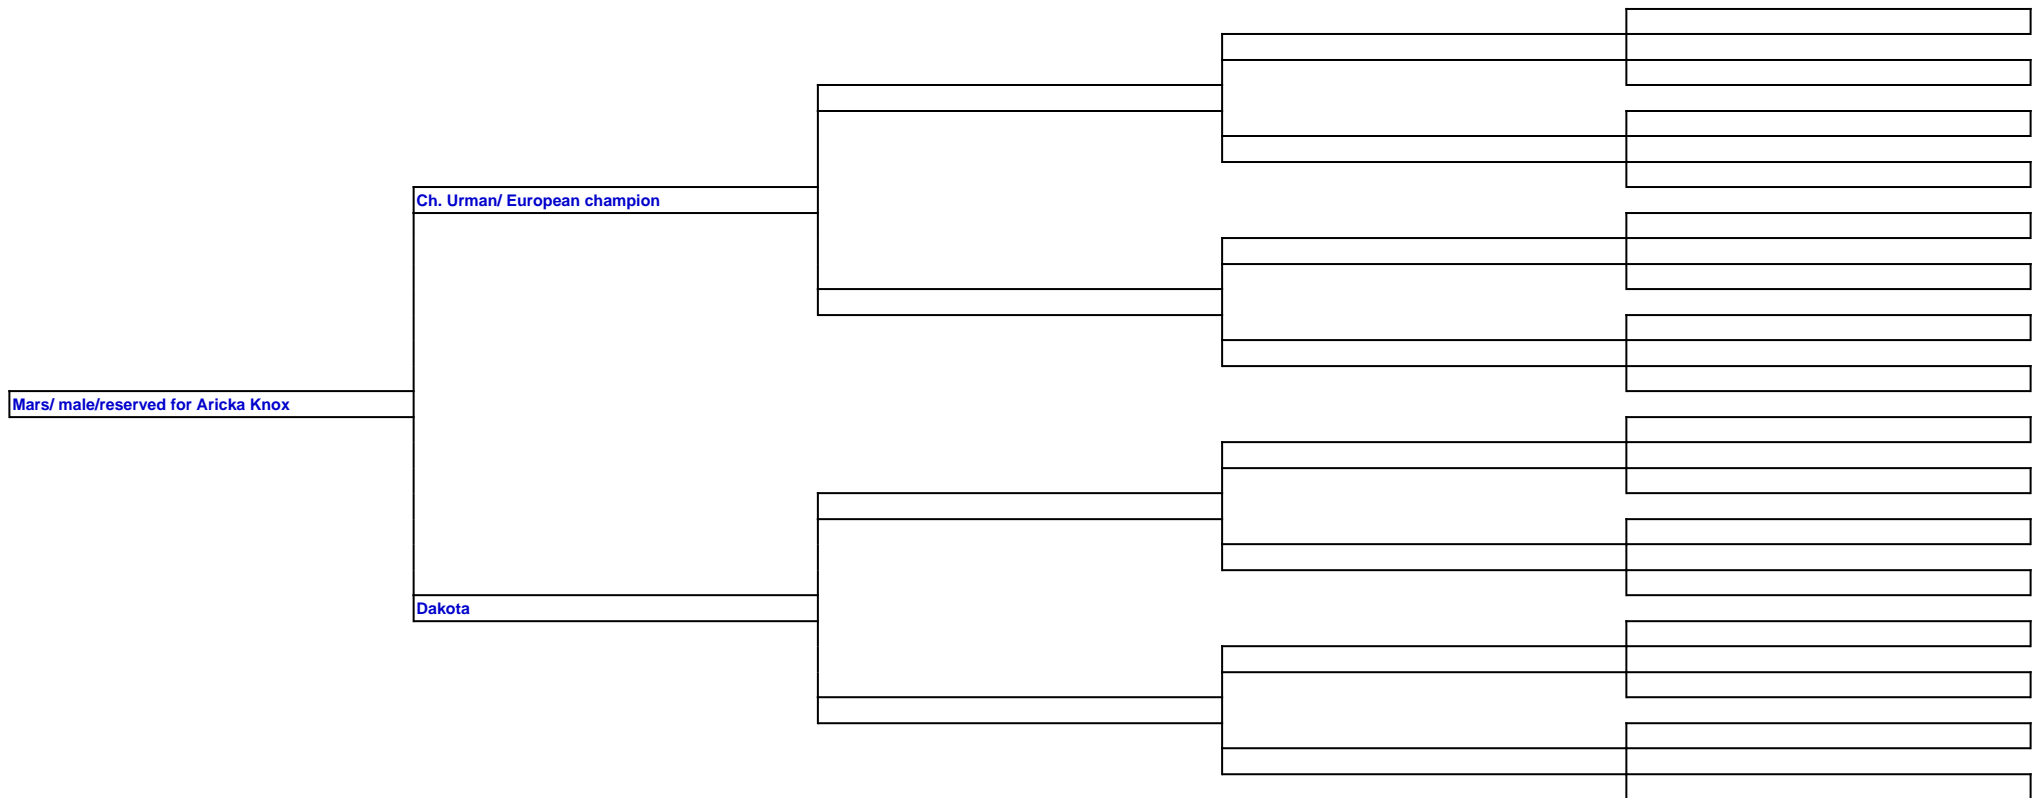 Ch. Urman/ European champion
Mars/ male/reserved for Aricka Knox
Dakota